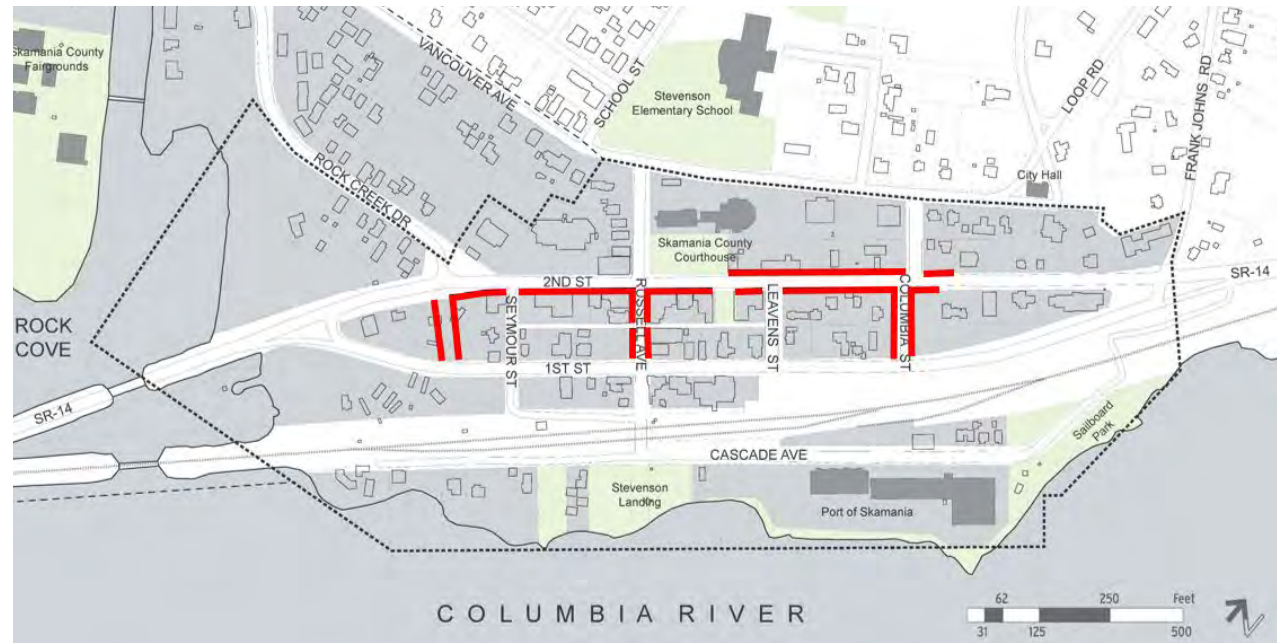 Skamania County
Fairgrounds
VANCOUVER AVE
SCHOOL ST
Stevenson
Elementary School
LOOP RD
FRANK JOHNS RD
City Hall
ROCK CREEK DR
Skamania County
Courthouse
2ND ST
SR-14
ROCK
COVE
SEYMOUR ST
RUSSELL AVE
LEAVENS ST
COLUMBIA ST
1ST ST
SR-14
CASCADE AVE
Sailboard
Park
Stevenson
Landing
Port of Skamania
COLUMBIA RIVER
62 250 Feet
31 125 500